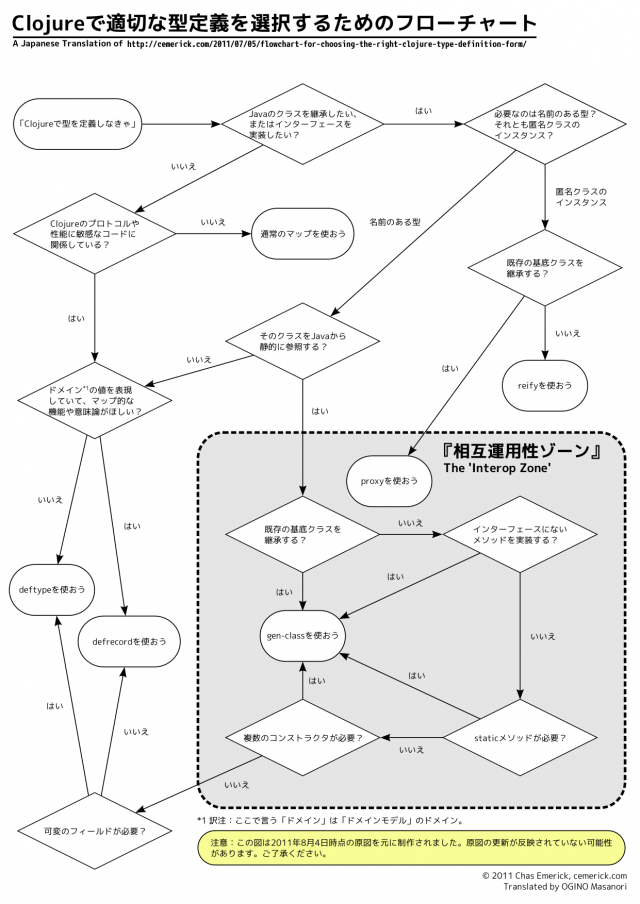 Clojureで適切な型定義を選択するためのフローチャート
A Japanese Translation of http://cemerick.com/2011/07/05/flowchart-for-choosing-the-right-clojure-type-definition-form/
「Clojureで型を定義しなきゃ」
Javaのクラスを継承したい、
またはインターフェースを
実装したい？
はい
必要なのは名前のある型？
それとも匿名クラスの
インスタンス？
いいえ
匿名クラスの
インスタンス
Clojureのプロトコルや
性能に敏感なコードに
関係している？
いいえ
通常のマップを使おう
名前のある型
既存の基底クラスを
継承する？
はい
そのクラスをJavaから
静的に参照する？
いいえ
いいえ
はい
reifyを使おう
ドメイン*1の値を表現
していて、マップ的な
機能や意味論がほしい？
はい
『相互運用性ゾーン』
The 'Interop Zone'
proxyを使おう
いいえ
はい
既存の基底クラスを
継承する？
いいえ
インターフェースにない
メソッドを実装する？
deftypeを使おう
はい
はい
defrecordを使おう
gen-classを使おう
いいえ
はい
いいえ
はい
はい
複数のコンストラクタが必要？
いいえ
staticメソッドが必要？
いいえ
可変のフィールドが必要？
*1 訳注：ここで言う「ドメイン」は「ドメインモデル」のドメイン。
注意：この図は2011年8月4日時点の原図を元に制作されました。原図の更新が反映されていない可能性
があります。ご了承ください。
© 2011 Chas Emerick, cemerick.com
Translated by OGINO Masanori